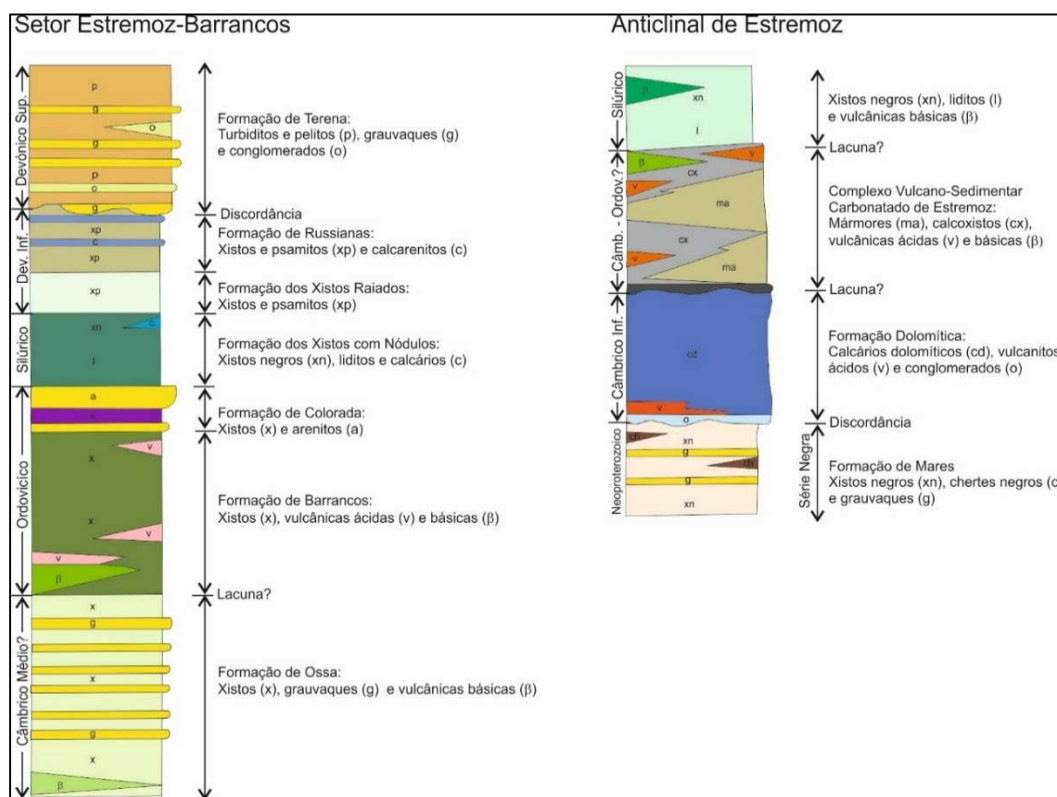 Setor Estremoz-Barrancos
Devónico Sup.
Dev. Inf.
Silúrico
Ordovícico
Câmbrico Médio?
p
g
o
g
p
o
g
xp
c
xp
xp
xn
l
a
x
v
x
v
v
β
x
g
x
g
x
β
Formação de Terena:
Turbiditos e pelitos (p), grauvaques (g)
e conglomerados (o)
Discordância
Formação de Russianas:
Xistos e psamitos (xp) e calcarenitos (c)
Formação dos Xistos Raiados:
Xistos e psamitos (xp)
Formação dos Xistos com Nódulos:
Xistos negros (xn), liditos e calcários (c)
Formação de Colorada:
Xistos (x) e arenitos (a)
Formação de Barrancos:
Xistos (x), vulcânicas ácidas (v) e básicas (β)
Lacuna?
Formação de Ossa:
Xistos (x), grauvaques (g) e vulcânicas básicas (β)
Anticlinal de Estremoz
Silúrico
Câmb. - Ordov.?
Câmbrico Inf.
Neoproterozoico
β
xn
l
β
v
cx
v
ma
cx
v
ma
cd
v
o
ch
xn
g
ch
g
xn
Série Negra
Xistos negros (xn), liditos (l)
e vulcânicas básicas (β)
Lacuna?
Complexo Vulcano-Sedimentar
Carbonatado de Estremoz:
Mármores (ma), calcoxistos (cx),
vulcânicas ácidas (v) e básicas (β)
Lacuna?
Formação Dolomítica:
Calcários dolomíticos (cd), vulcanitos
ácidos (v) e conglomerados (o)
Discordância
Formação de Mares
Xistos negros (xn), chertes negros (c
e grauvaques (g)